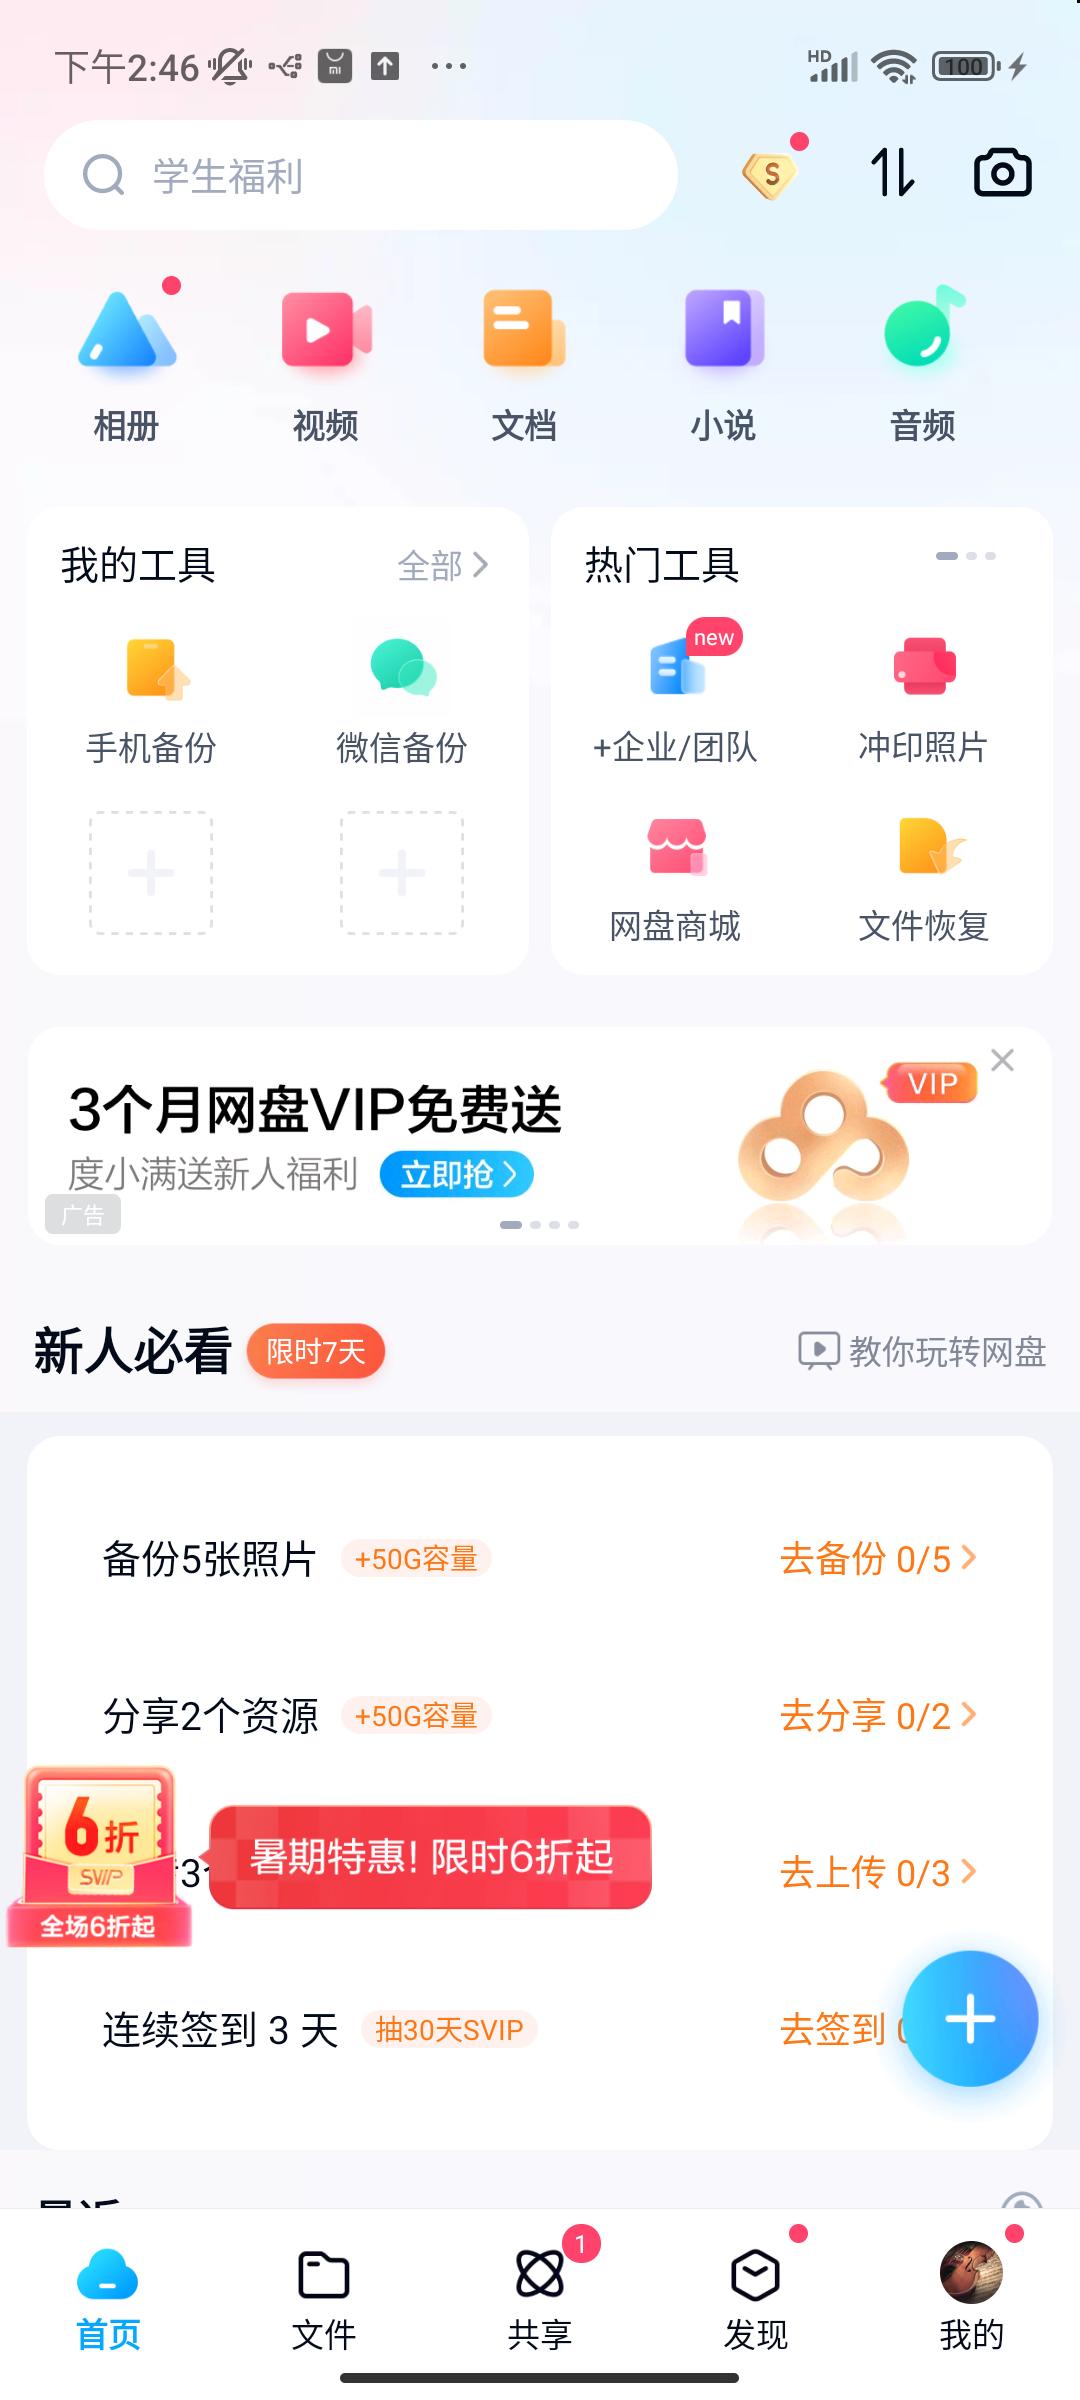 下午2:46
HD
100
学生福利
S
相册
视频
文档
小说
音频
我的工具
全部
热门工具
手机备份
微信备份
new
+企业/团队
冲印照片
网盘商城
文件恢复
3个月网盘VIP免费送
度小满送新人福利
立即抢
VIP
广告
新人必看
限时7天
教你玩转网盘
备份5张照片
+50G容量
去备份 0/5
分享2个资源
+50G容量
去分享 0/2
6折
SVIP
全场6折起
3
暑期特惠! 限时6折起
去上传 0/3
连续签到 3 天
抽30天SVIP
去签到
首页
文件
共享
1
发现
我的